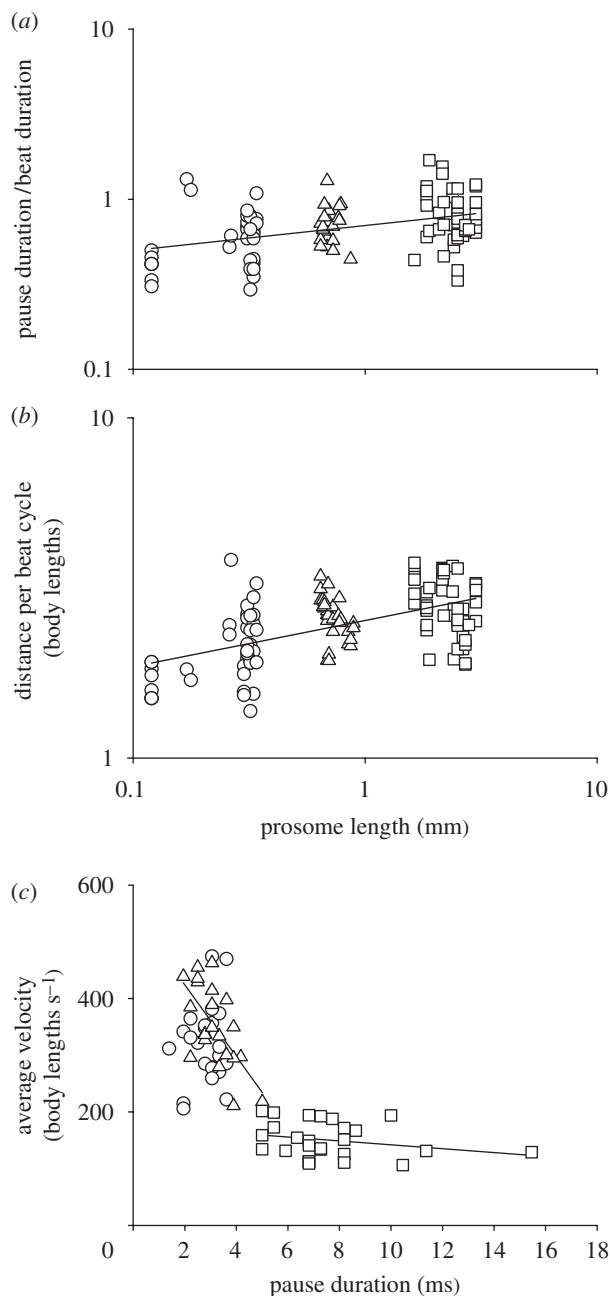 (a)
10
1
0.1
pause duration/beat duration
(b)
10
1
distance per beat cycle
(body lengths)
0.1 1 10
prosome length (mm)
(c)
600
400
200
0
average velocity
(body lengths s⁻¹)
2 4 6 8 10 12 14 16 18
pause duration (ms)